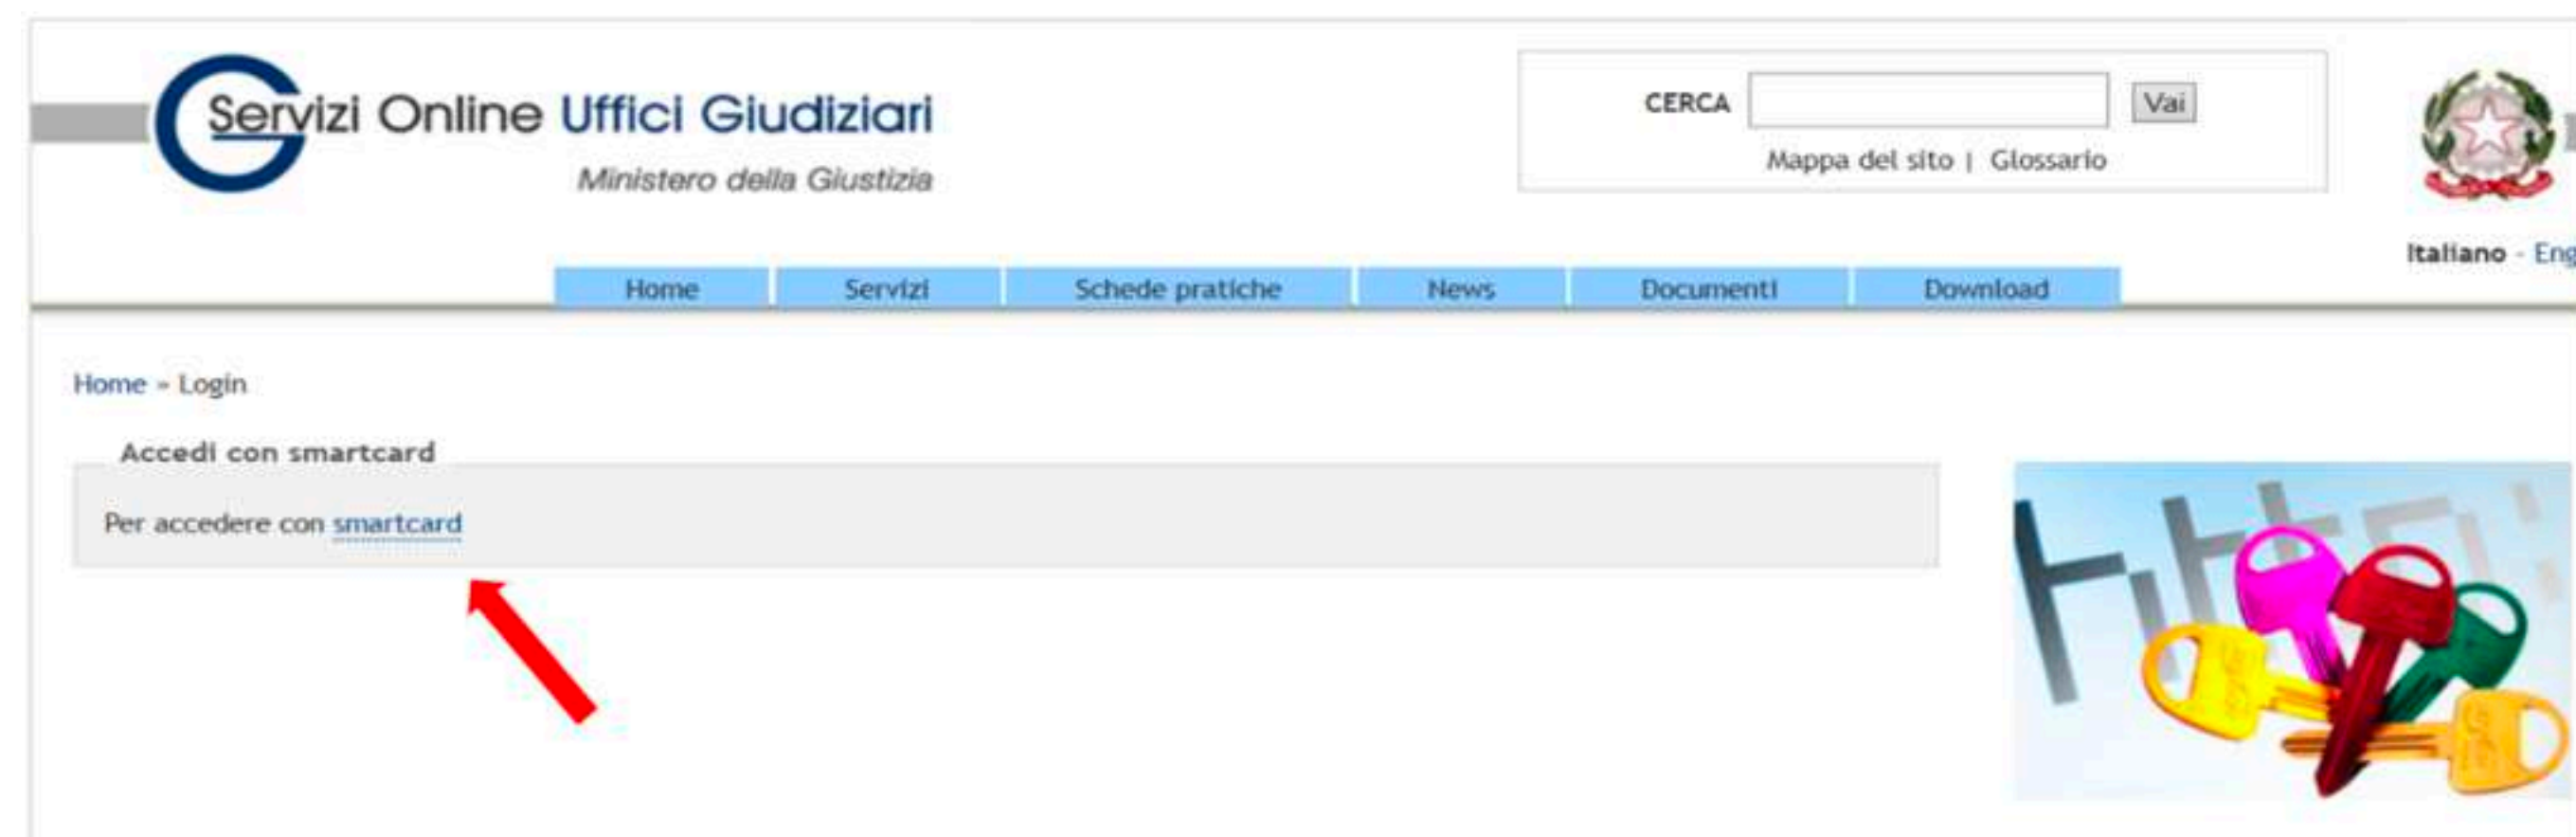 Servizi Online Uffici Giudiziari
Ministero della Giustizia
CERCA Vai
Mappa del sito | Glossario
Italiano - Eng
Home Servizi Schede pratiche News Documenti Download
Home » Login
Accedi con smartcard
Per accedere con smartcard